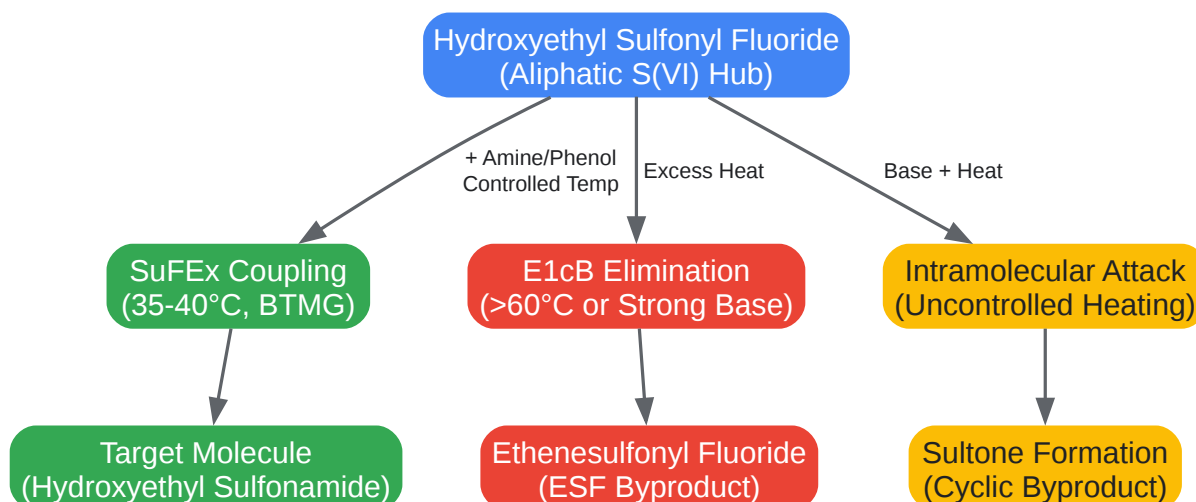 Hydroxyethyl Sulfonyl Fluoride
(Aliphatic S(VI) Hub)
+ Amine/Phenol
Controlled Temp
Excess Heat
Base + Heat
SuFEx Coupling
(35-40°C, BTMG)
E1cB Elimination
(>60°C or Strong Base)
Intramolecular Attack
(Uncontrolled Heating)
Target Molecule
(Hydroxyethyl Sulfonamide)
Ethenesulfonyl Fluoride
(ESF Byproduct)
Sultone Formation
(Cyclic Byproduct)